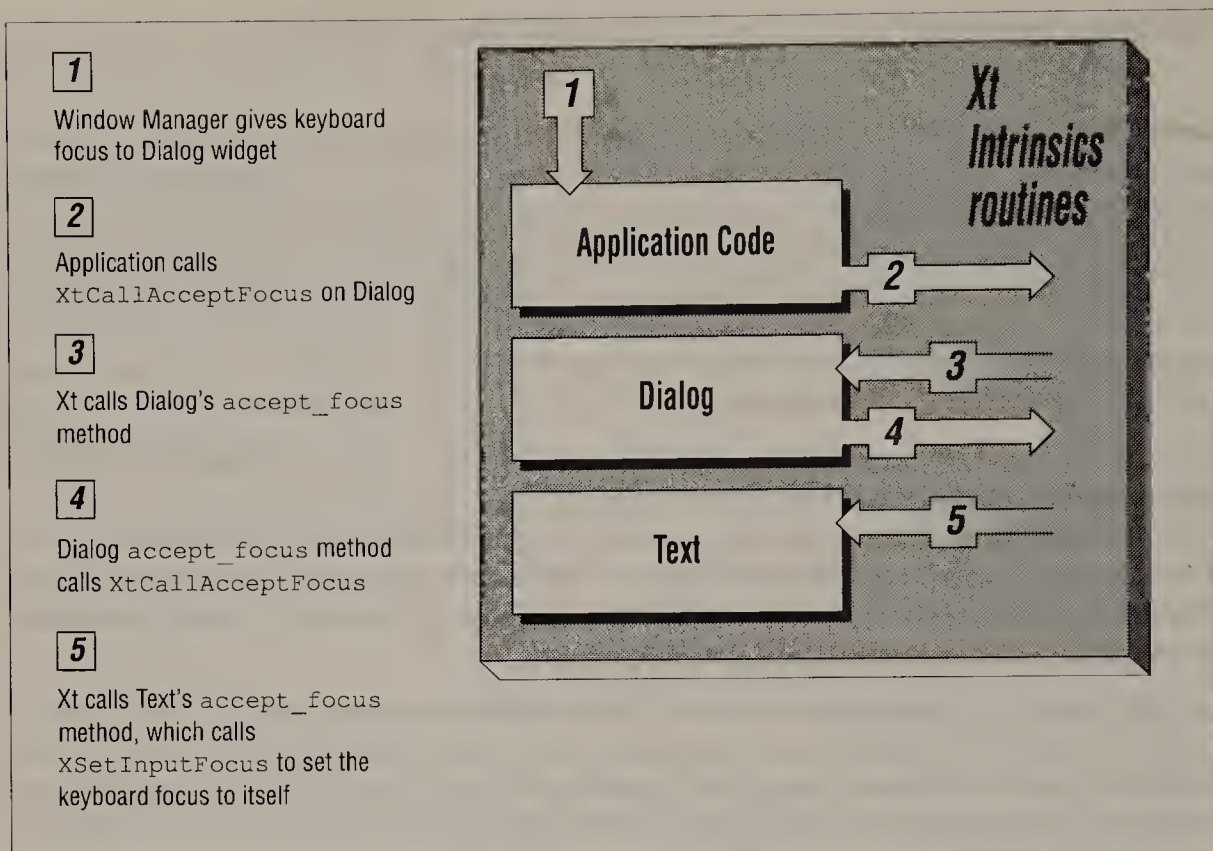 1
Window Manager gives keyboard
focus to Dialog widget
2
Application calls
XtCallAcceptFocus on Dialog
3
Xt calls Dialog's accept_focus
method
4
Dialog accept_focus method
calls XtCallAcceptFocus
5
Xt calls Text's accept_focus
method, which calls
XSetInputFocus to set the
keyboard focus to itself
1
Xt
Intrinsics
routines
Application Code
2
3
Dialog
4
5
Text